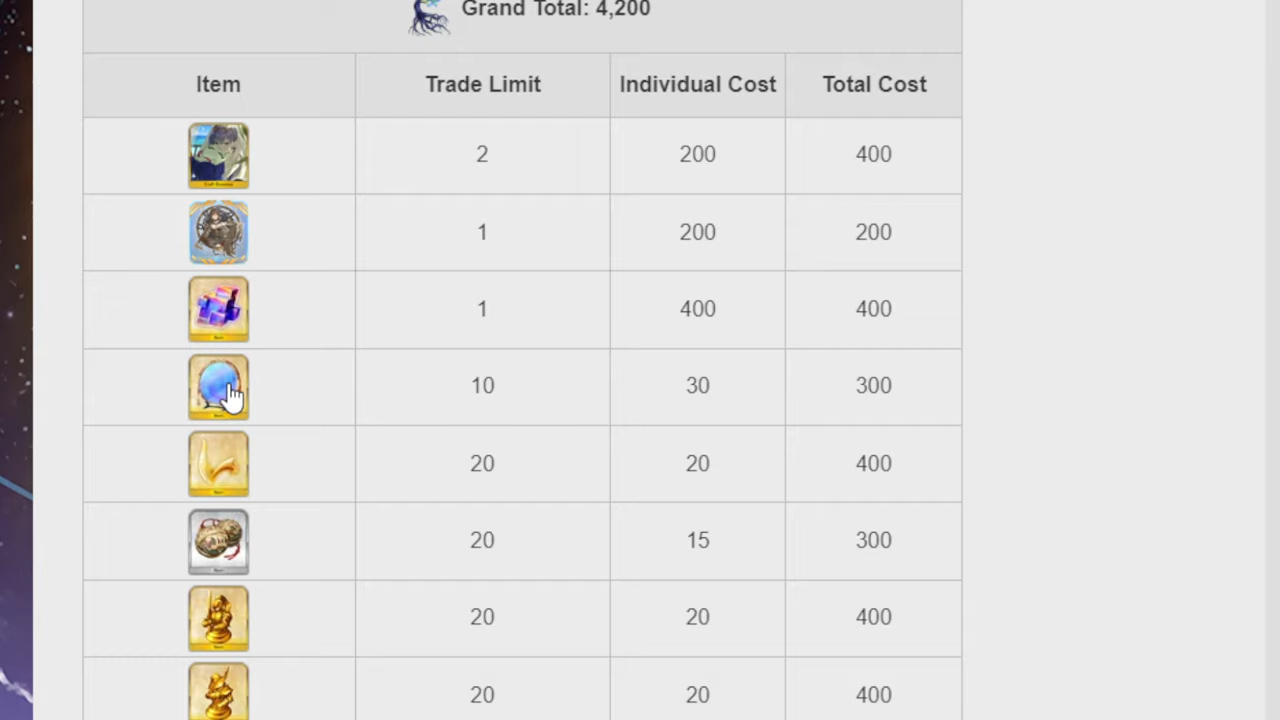 Grand Total: 4,200
Item Trade Limit Individual Cost Total Cost
2 200 400
1 200 200
1 400 400
10 30 300
20 20 400
20 15 300
20 20 400
20 20 400